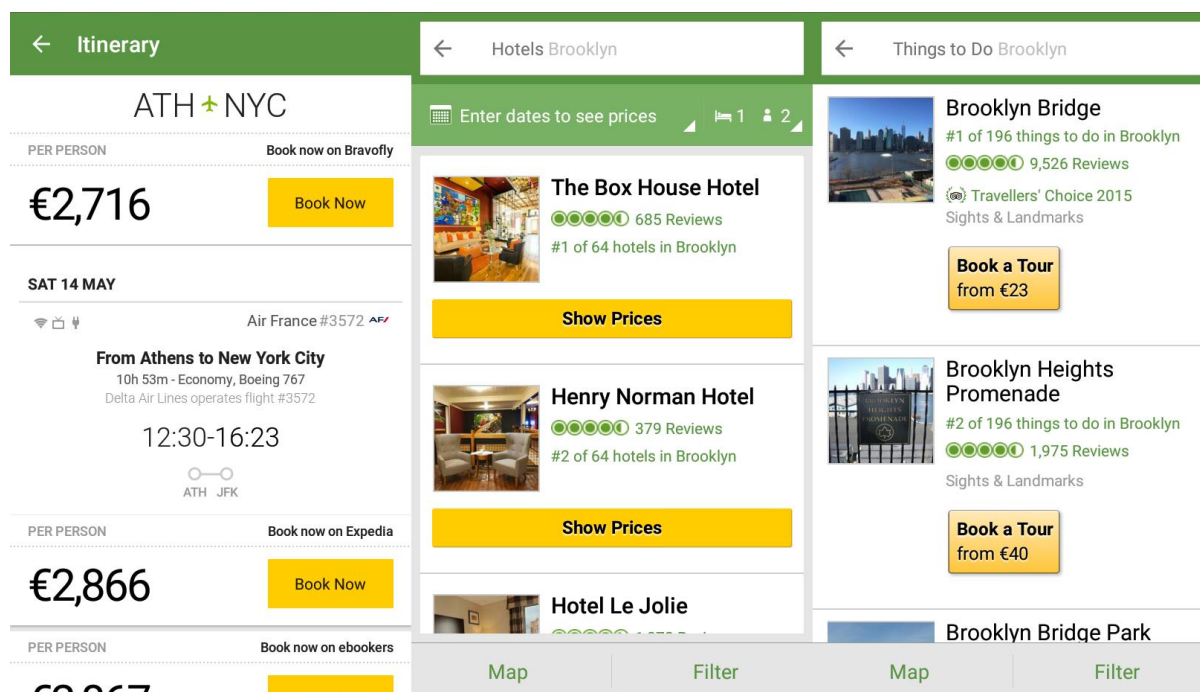 Itinerary
ATH NYC
PER PERSON Book now on Bravofly
€2,716 Book Now
SAT 14 MAY
Air France #3572 AF
From Athens to New York City
10h 53m - Economy, Boeing 767
Delta Air Lines operates flight #3572
12:30-16:23
ATH JFK
PER PERSON Book now on Expedia
€2,866 Book Now
PER PERSON Book now on ebookers
Hotels Brooklyn
Enter dates to see prices 1 2
The Box House Hotel
685 Reviews
#1 of 64 hotels in Brooklyn
Show Prices
Henry Norman Hotel
379 Reviews
#2 of 64 hotels in Brooklyn
Show Prices
Hotel Le Jolie
Map Filter
Things to Do Brooklyn
Brooklyn Bridge
#1 of 196 things to do in Brooklyn
9,526 Reviews
Travellers' Choice 2015
Sights & Landmarks
Book a Tour
from €23
BROOKLYN
HEIGHTS
PROMENADE
Brooklyn Heights
Promenade
#2 of 196 things to do in Brooklyn
1,975 Reviews
Sights & Landmarks
Book a Tour
from €40
Brooklyn Bridge Park
Map Filter